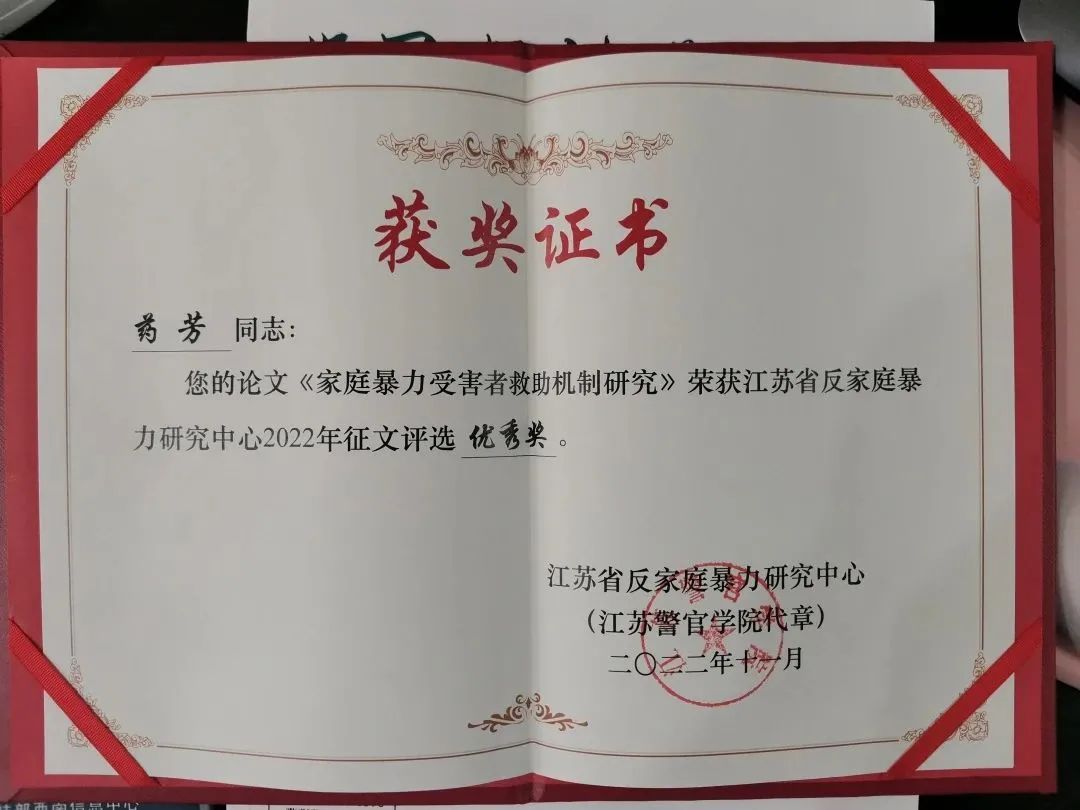 获奖证书
药芳 同志：
您的论文《家庭暴力受害者救助机制研究》荣获江苏省反家庭暴
力研究中心2022年征文评选 优秀奖 。
江苏省反家庭暴力研究中心
（江苏警官学院代章）
二〇二二年十一月